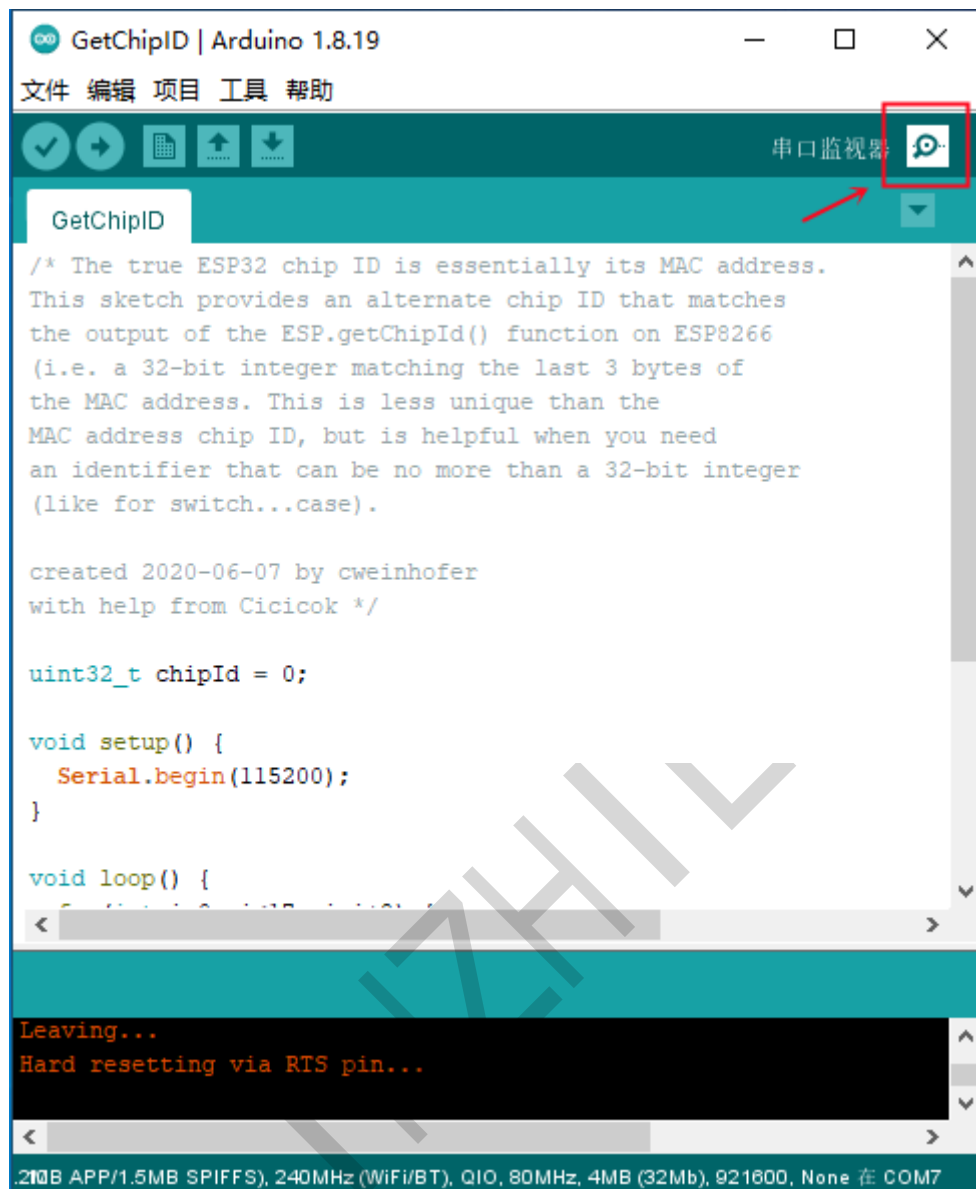 GetChipID | Arduino 1.8.19
文件 编辑 项目 工具 帮助
串口监视器
GetChipID
/* The true ESP32 chip ID is essentially its MAC address.
This sketch provides an alternate chip ID that matches
the output of the ESP.getChipId() function on ESP8266
(i.e. a 32-bit integer matching the last 3 bytes of
the MAC address. This is less unique than the
MAC address chip ID, but is helpful when you need
an identifier that can be no more than a 32-bit integer
(like for switch...case).
created 2020-06-07 by cweinhofer
with help from Cicicok */
uint32_t chipId = 0;
void setup() {
Serial.begin(115200);
}
void loop() {
Leaving...
Hard resetting via RTS pin...
APP/1.5MB SPIFFS), 240MHz (WiFi/BT), QIO, 80MHz, 4MB (32Mb), 921600, None 在 COM7